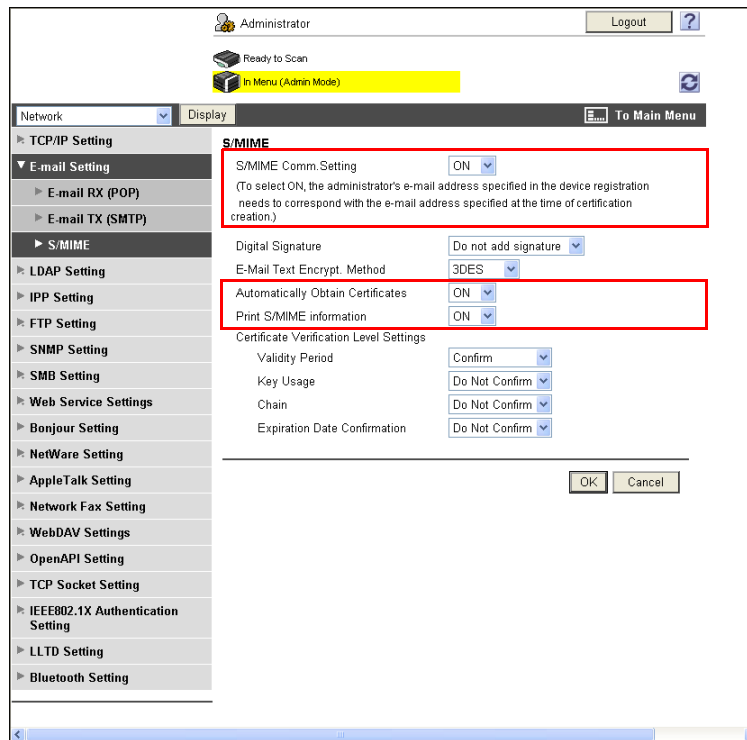 Administrator
Logout
?
Ready to Scan
In Menu (Admin Mode)
Network
Display
To Main Menu
TCP/IP Setting
E-mail Setting
E-mail RX (POP)
E-mail TX (SMTP)
S/MIME
LDAP Setting
IPP Setting
FTP Setting
SNMP Setting
SMB Setting
Web Service Settings
Bonjour Setting
NetWare Setting
AppleTalk Setting
Network Fax Setting
WebDAV Settings
OpenAPI Setting
TCP Socket Setting
IEEE802.1X Authentication
Setting
LLTD Setting
Bluetooth Setting
S/MIME
S/MIME Comm.Setting ON
(To select ON, the administrator's e-mail address specified in the device registration
needs to correspond with the e-mail address specified at the time of certification
creation.)
Digital Signature Do not add signature
E-Mail Text Encrypt. Method 3DES
Automatically Obtain Certificates ON
Print S/MIME information ON
Certificate Verification Level Settings
Validity Period Confirm
Key Usage Do Not Confirm
Chain Do Not Confirm
Expiration Date Confirmation Do Not Confirm
OK Cancel